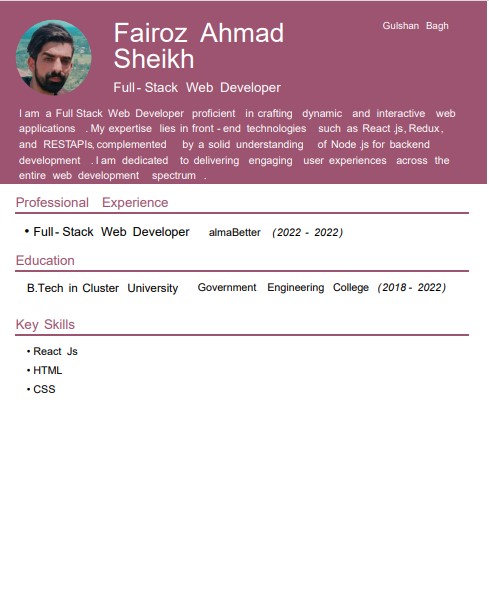 Fairoz Ahmad
Sheikh
Gulshan Bagh
Full- Stack Web Developer
I am a Full Stack Web Developer proficient in crafting dynamic and interactive web
applications . My expertise lies in front - end technologies such as React .js, Redux,
and RESTAPIs, complemented by a solid understanding of Node .js for backend
development . I am dedicated to delivering engaging user experiences across the
entire web development spectrum .
Professional Experience
• Full- Stack Web Developer almaBetter (2022 - 2022)
Education
B.Tech in Cluster University Government Engineering College (2018 - 2022)
Key Skills
• React Js
• HTML
• CSS